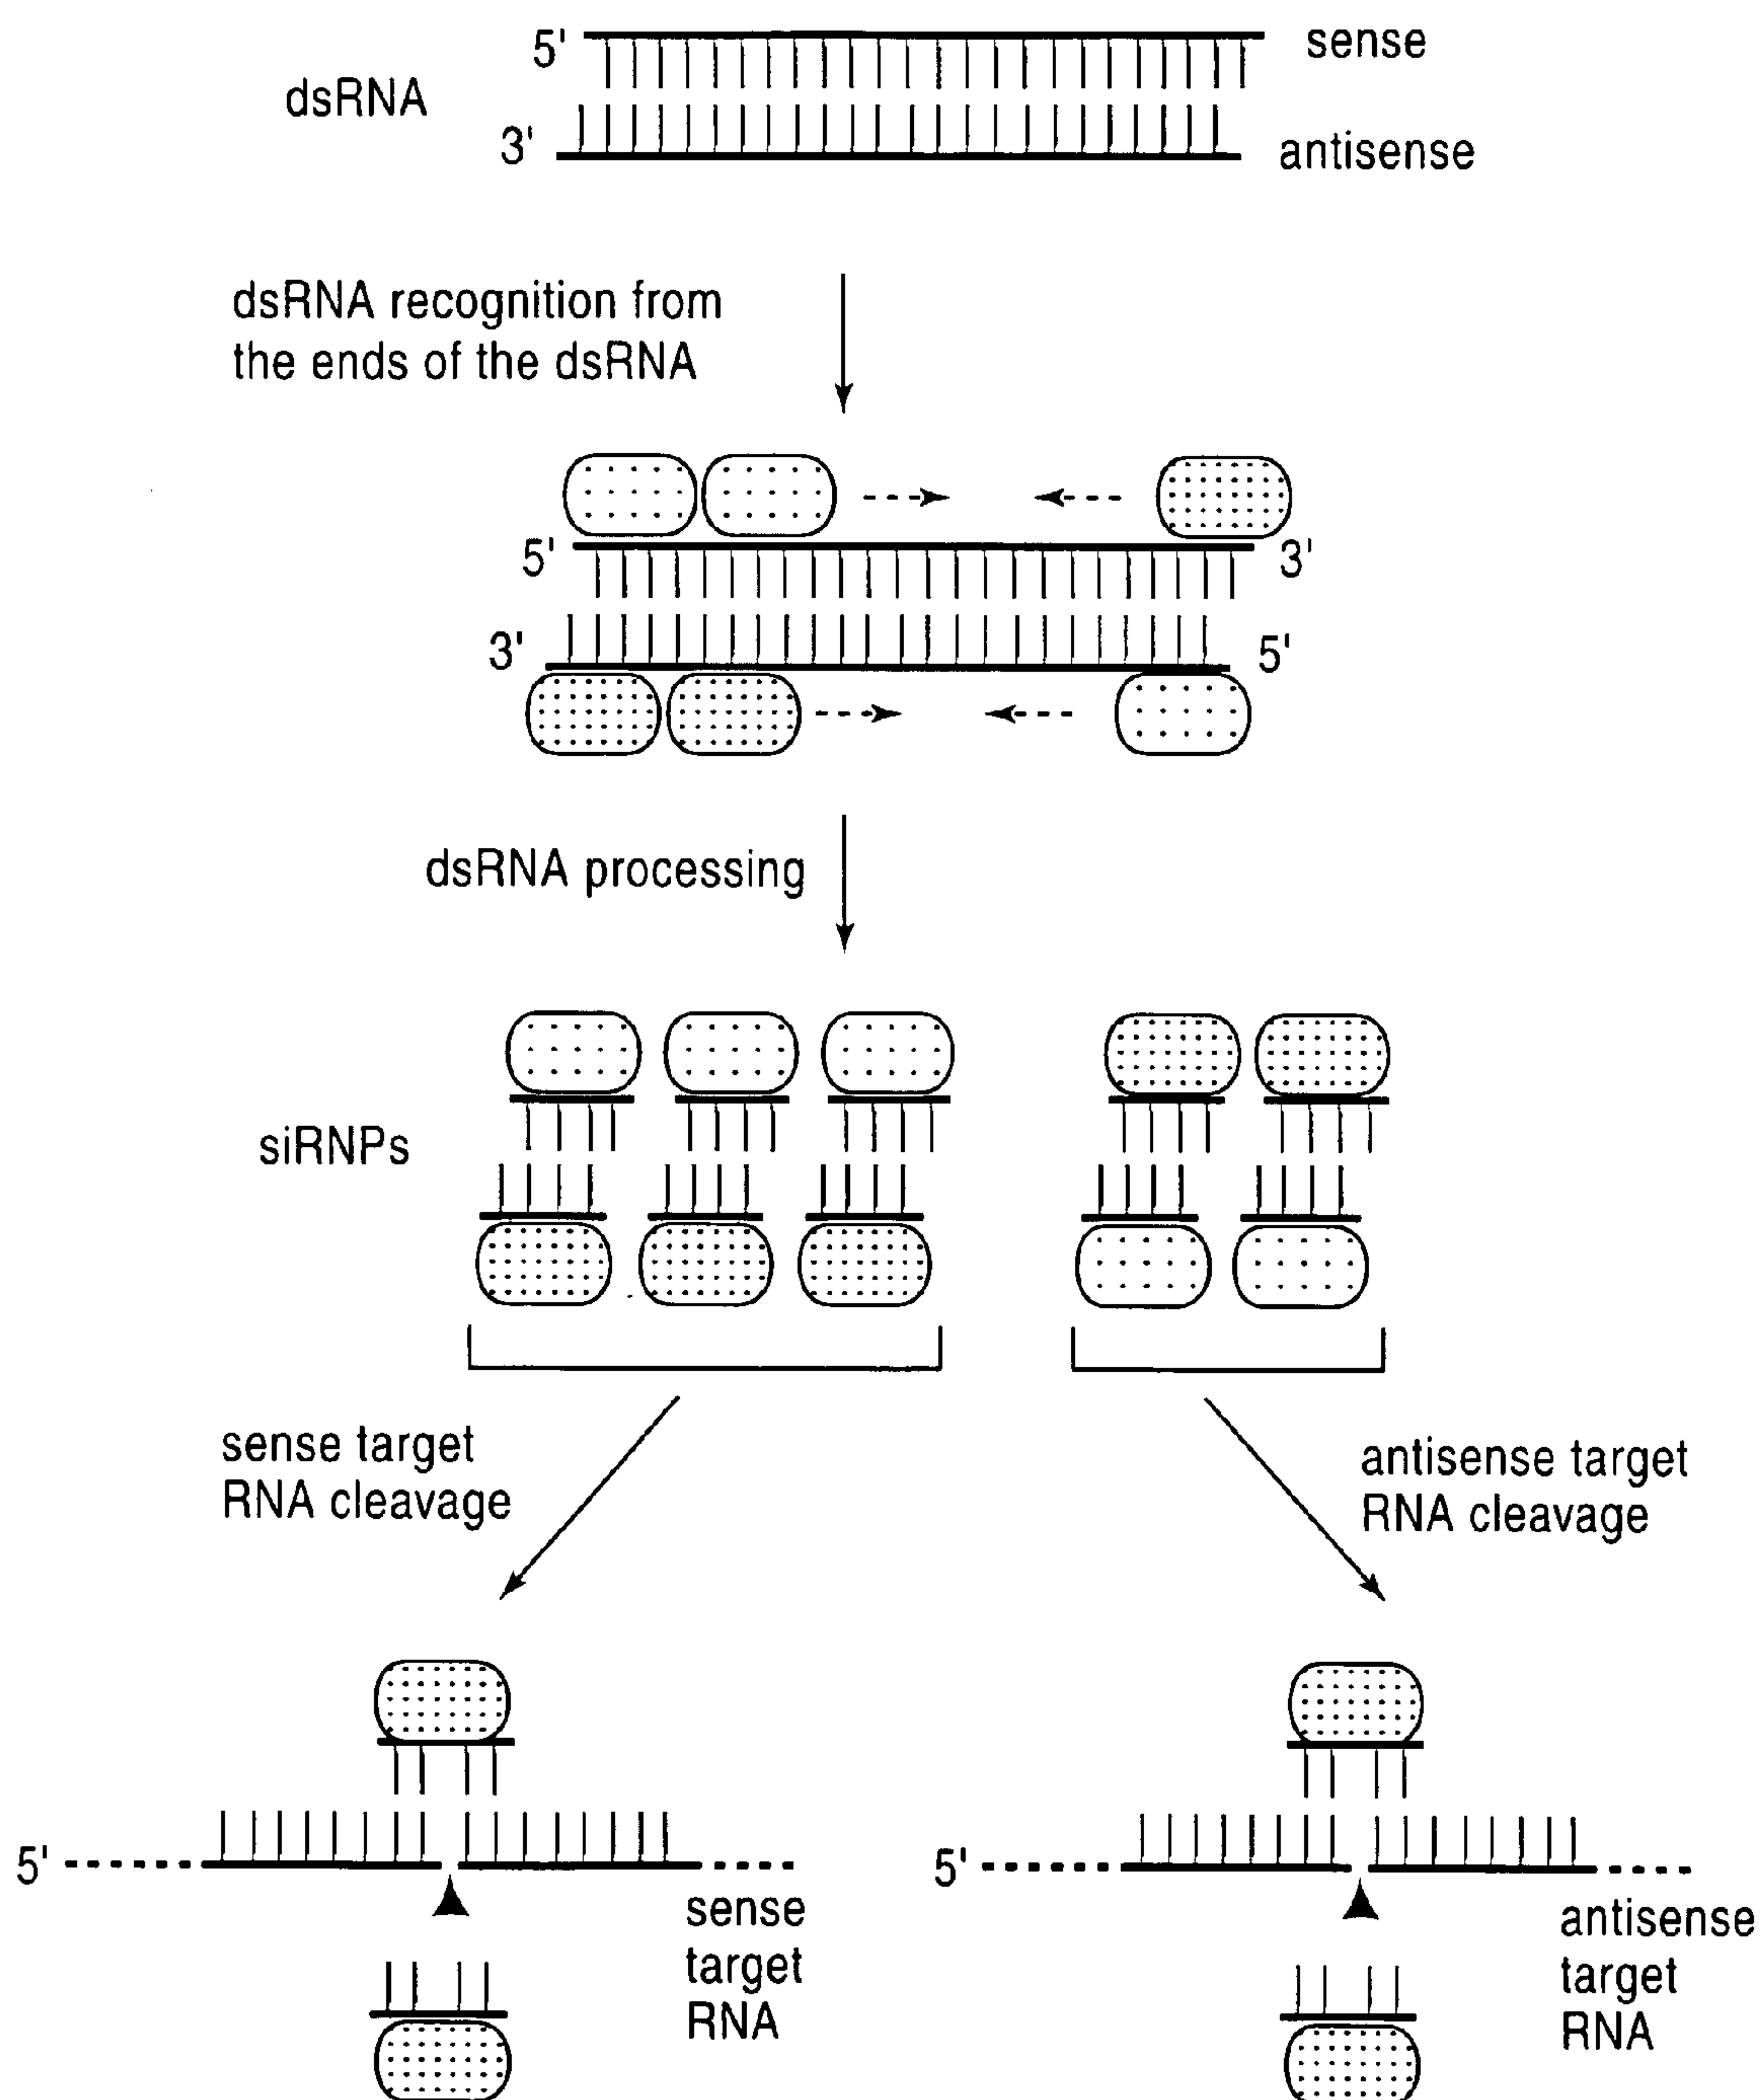 5' sense
dsRNA
3' antisense
dsRNA recognition from
the ends of the dsRNA
5' 3'
3' 5'
dsRNA processing
siRNPs
sense target
RNA cleavage
antisense target
RNA cleavage
5'
sense
target
RNA
5'
antisense
target
RNA